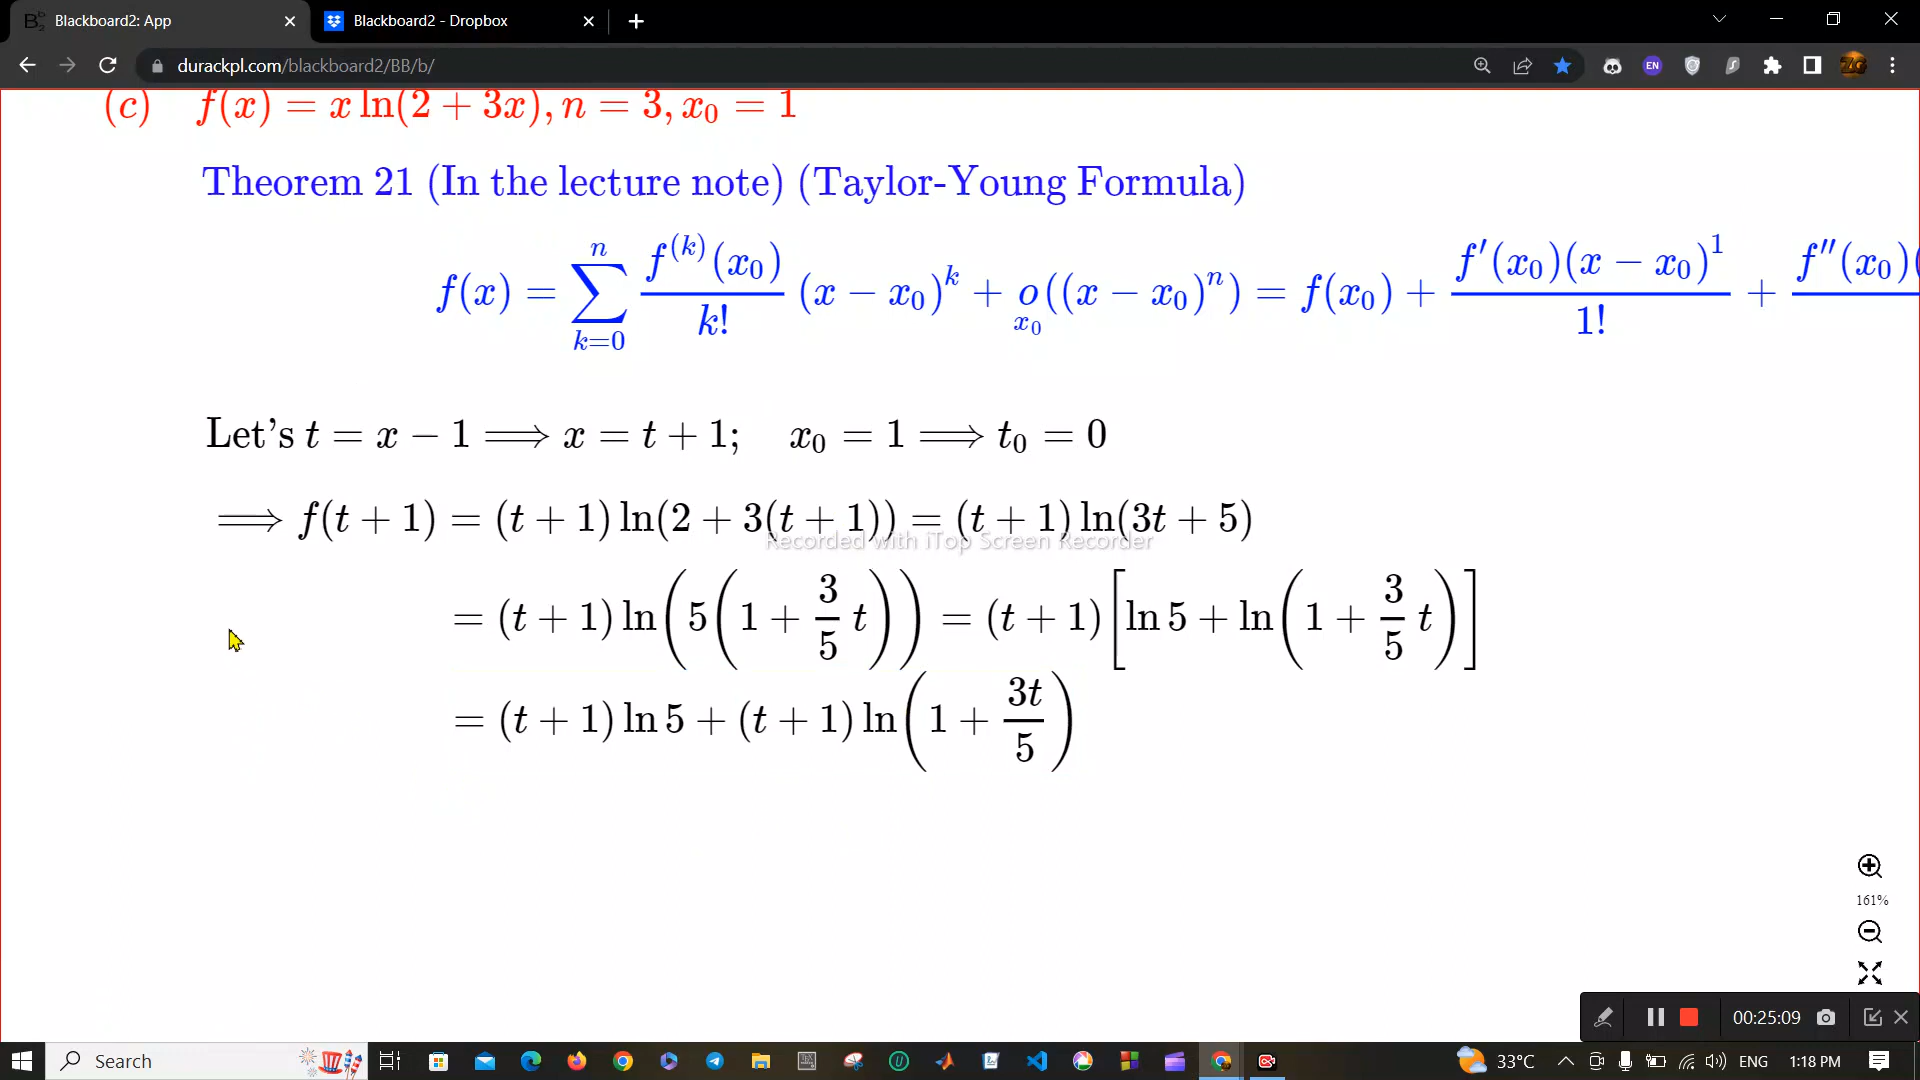 Blackboard2: App
Blackboard2 - Dropbox
durackpl.com/blackboard2/BB/b/
EN
ZG
(c) f(x) = x ln(2 + 3x), n = 3, x₀ = 1
Theorem 21 (In the lecture note) (Taylor-Young Formula)
f(x) = ∑_{k=0}^{n} f^{(k)}(x₀)/k! (x − x₀)^k + o_{x₀}((x − x₀)^n) = f(x₀) + f′(x₀)(x − x₀)^1/1! + f″(x₀)(
Let's t = x − 1 ⟹ x = t + 1; x₀ = 1 ⟹ t₀ = 0
⟹ f(t + 1) = (t + 1) ln(2 + 3(t + 1)) = (t + 1) ln(3t + 5)
Recorded with iTop Screen Recorder
= (t + 1) ln(5(1 + 3/5 t)) = (t + 1)[ln 5 + ln(1 + 3/5 t)]
= (t + 1) ln 5 + (t + 1) ln(1 + 3t/5)
161%
00:25:09
Search
33°C
ENG
1:18 PM